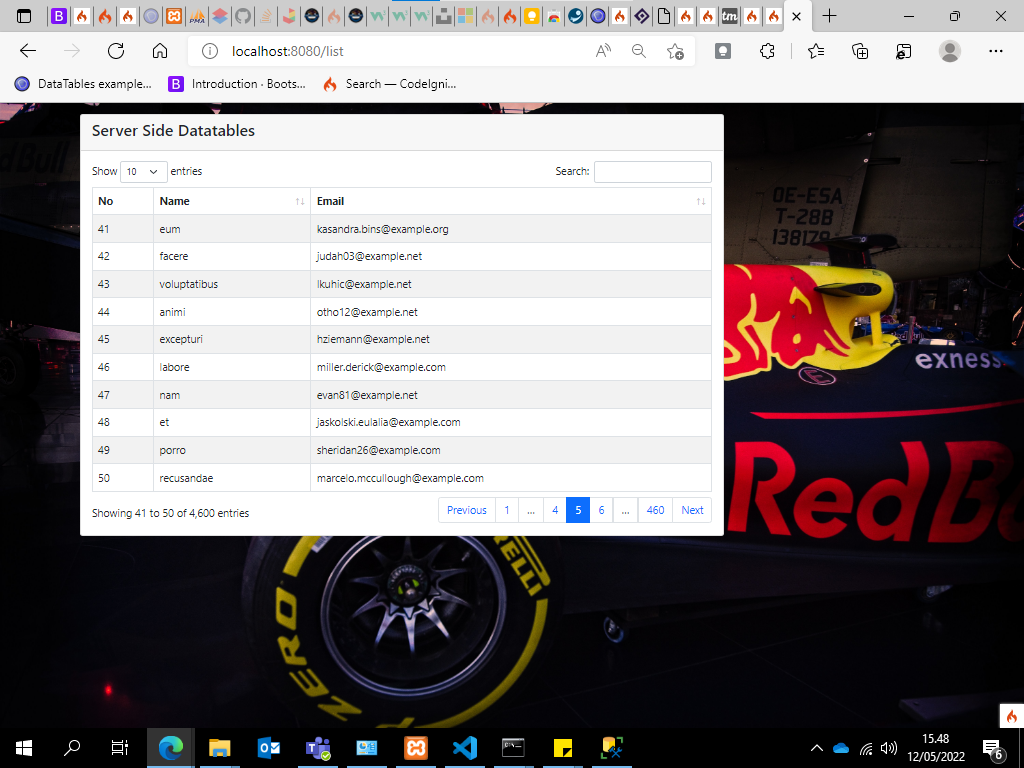 localhost:8080/list
DataTables example...
B Introduction · Boots...
Search — CodeIgni...
Server Side Datatables
Show 10 entries
Search:
No Name Email
41 eum kasandra.bins@example.org
42 facere judah03@example.net
43 voluptatibus lkuhic@example.net
44 animi otho12@example.net
45 excepturi hziemann@example.net
46 labore miller.derick@example.com
47 nam evan81@example.net
48 et jaskolski.eulalia@example.com
49 porro sheridan26@example.com
50 recusandae marcelo.mccullough@example.com
Showing 41 to 50 of 4,600 entries
Previous 1 ... 4 5 6 ... 460 Next
OE-ESA
T-28B
138179
exness
Red Bu
PIRELLI
P ZERO
15.48
12/05/2022
6